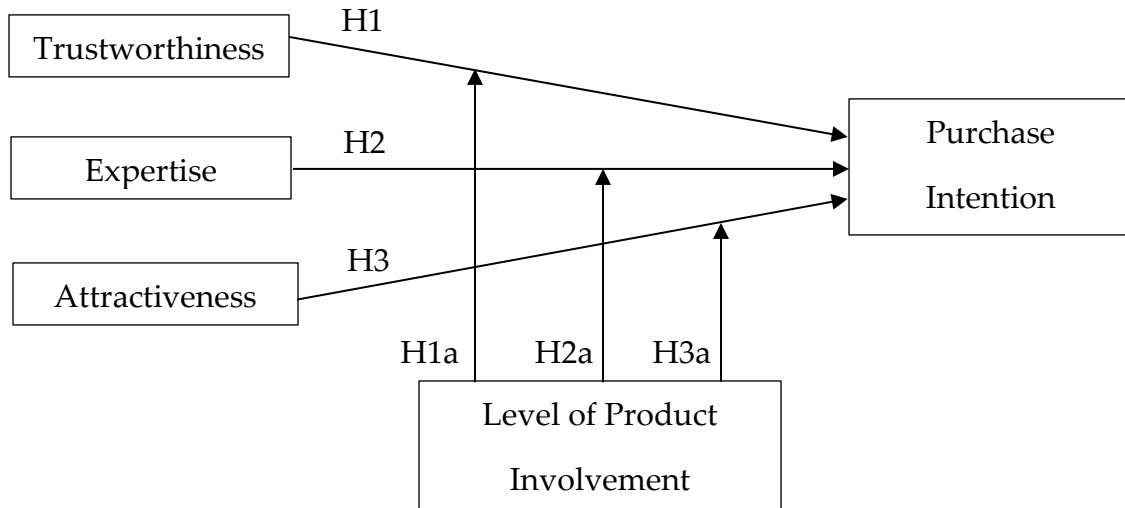 H1
Trustworthiness
H2
Expertise
Purchase
Intention
H3
Attractiveness
H1a
H2a
H3a
Level of Product
Involvement